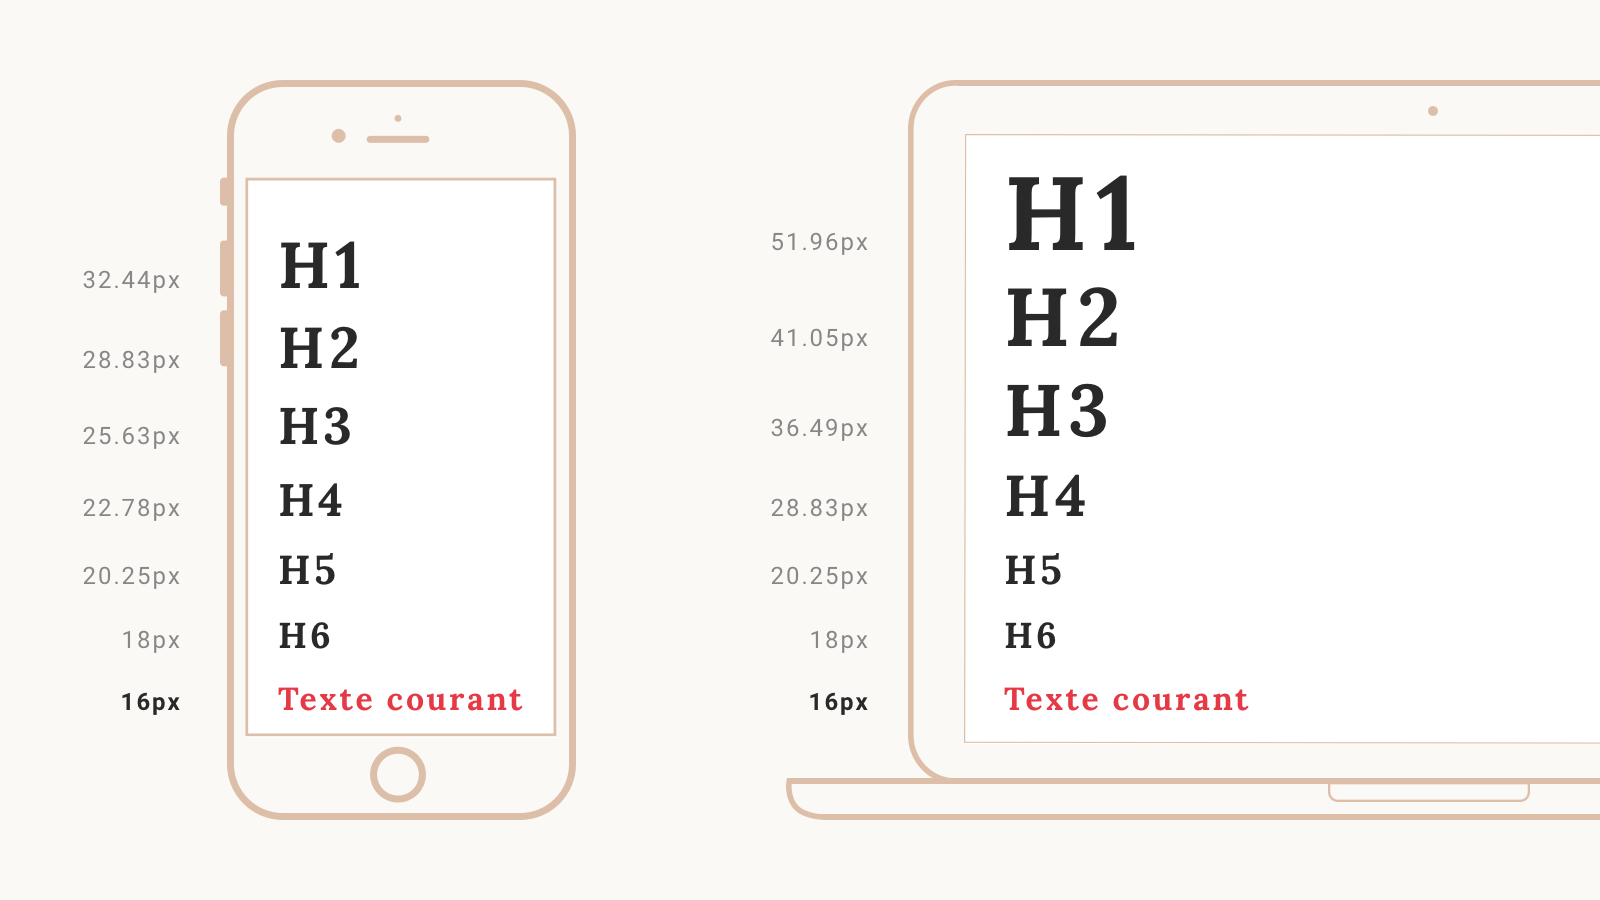 32.44px H1
28.83px H2
25.63px H3
22.78px H4
20.25px H5
18px H6
16px Texte courant
51.96px H1
41.05px H2
36.49px H3
28.83px H4
20.25px H5
18px H6
16px Texte courant